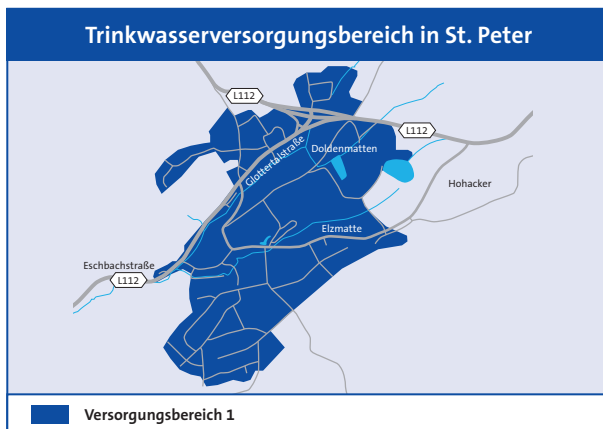 Trinkwasserversorgungsbereich in St. Peter
L112
L112
Doldenmatten
Glottertalstraße
Hohacker
Elzmatte
Eschbachstraße
L112
Versorgungsbereich 1